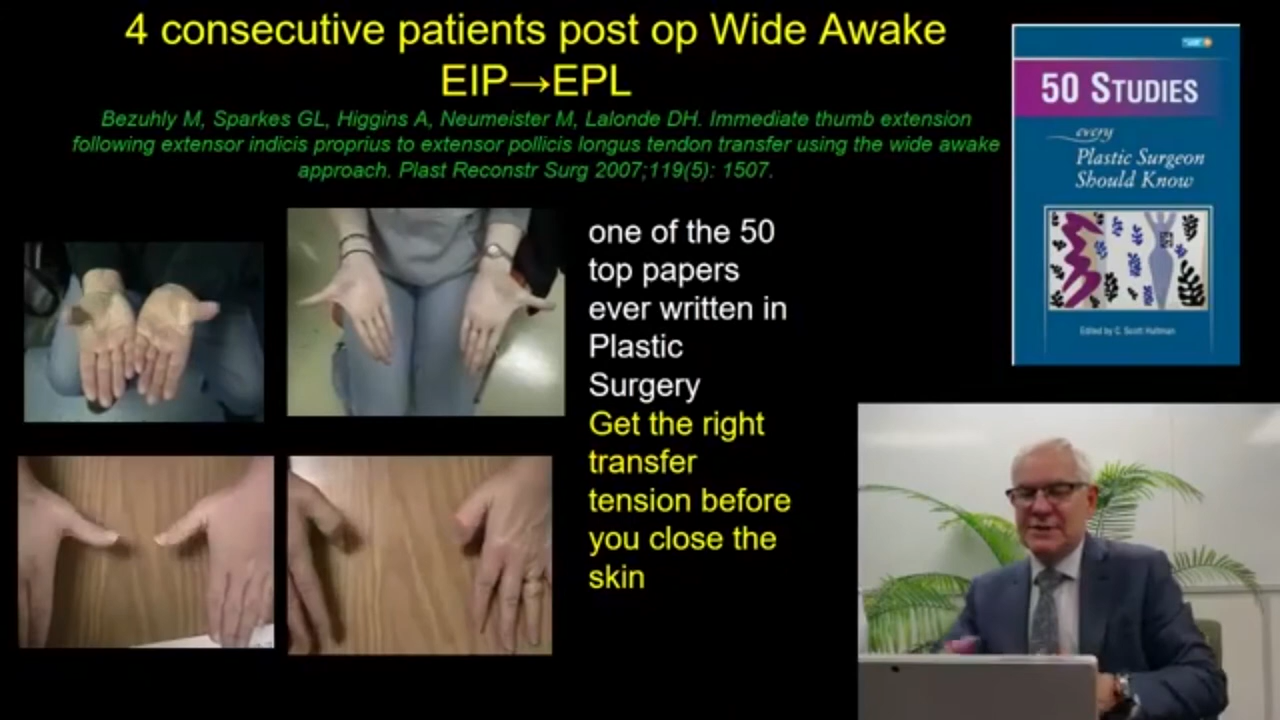 4 consecutive patients post op Wide Awake
EIP→EPL
Bezuhly M, Sparkes GL, Higgins A, Neumeister M, Lalonde DH. Immediate thumb extension
following extensor indicis proprius to extensor pollicis longus tendon transfer using the wide awake
approach. Plast Reconstr Surg 2007;119(5): 1507.
one of the 50
top papers
ever written in
Plastic
Surgery
Get the right
transfer
tension before
you close the
skin
50 STUDIES
every
Plastic Surgeon
Should Know
Edited by C. Scott Hultman